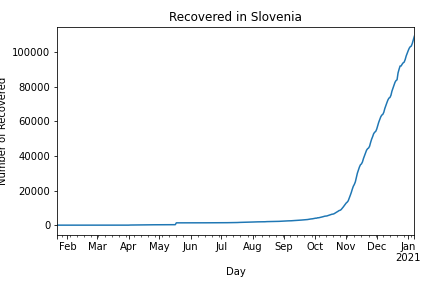 Recovered in Slovenia
Number of Recovered
100000
80000
60000
40000
20000
0
Feb Mar Apr May Jun Jul Aug Sep Oct Nov Dec Jan
2021
Day